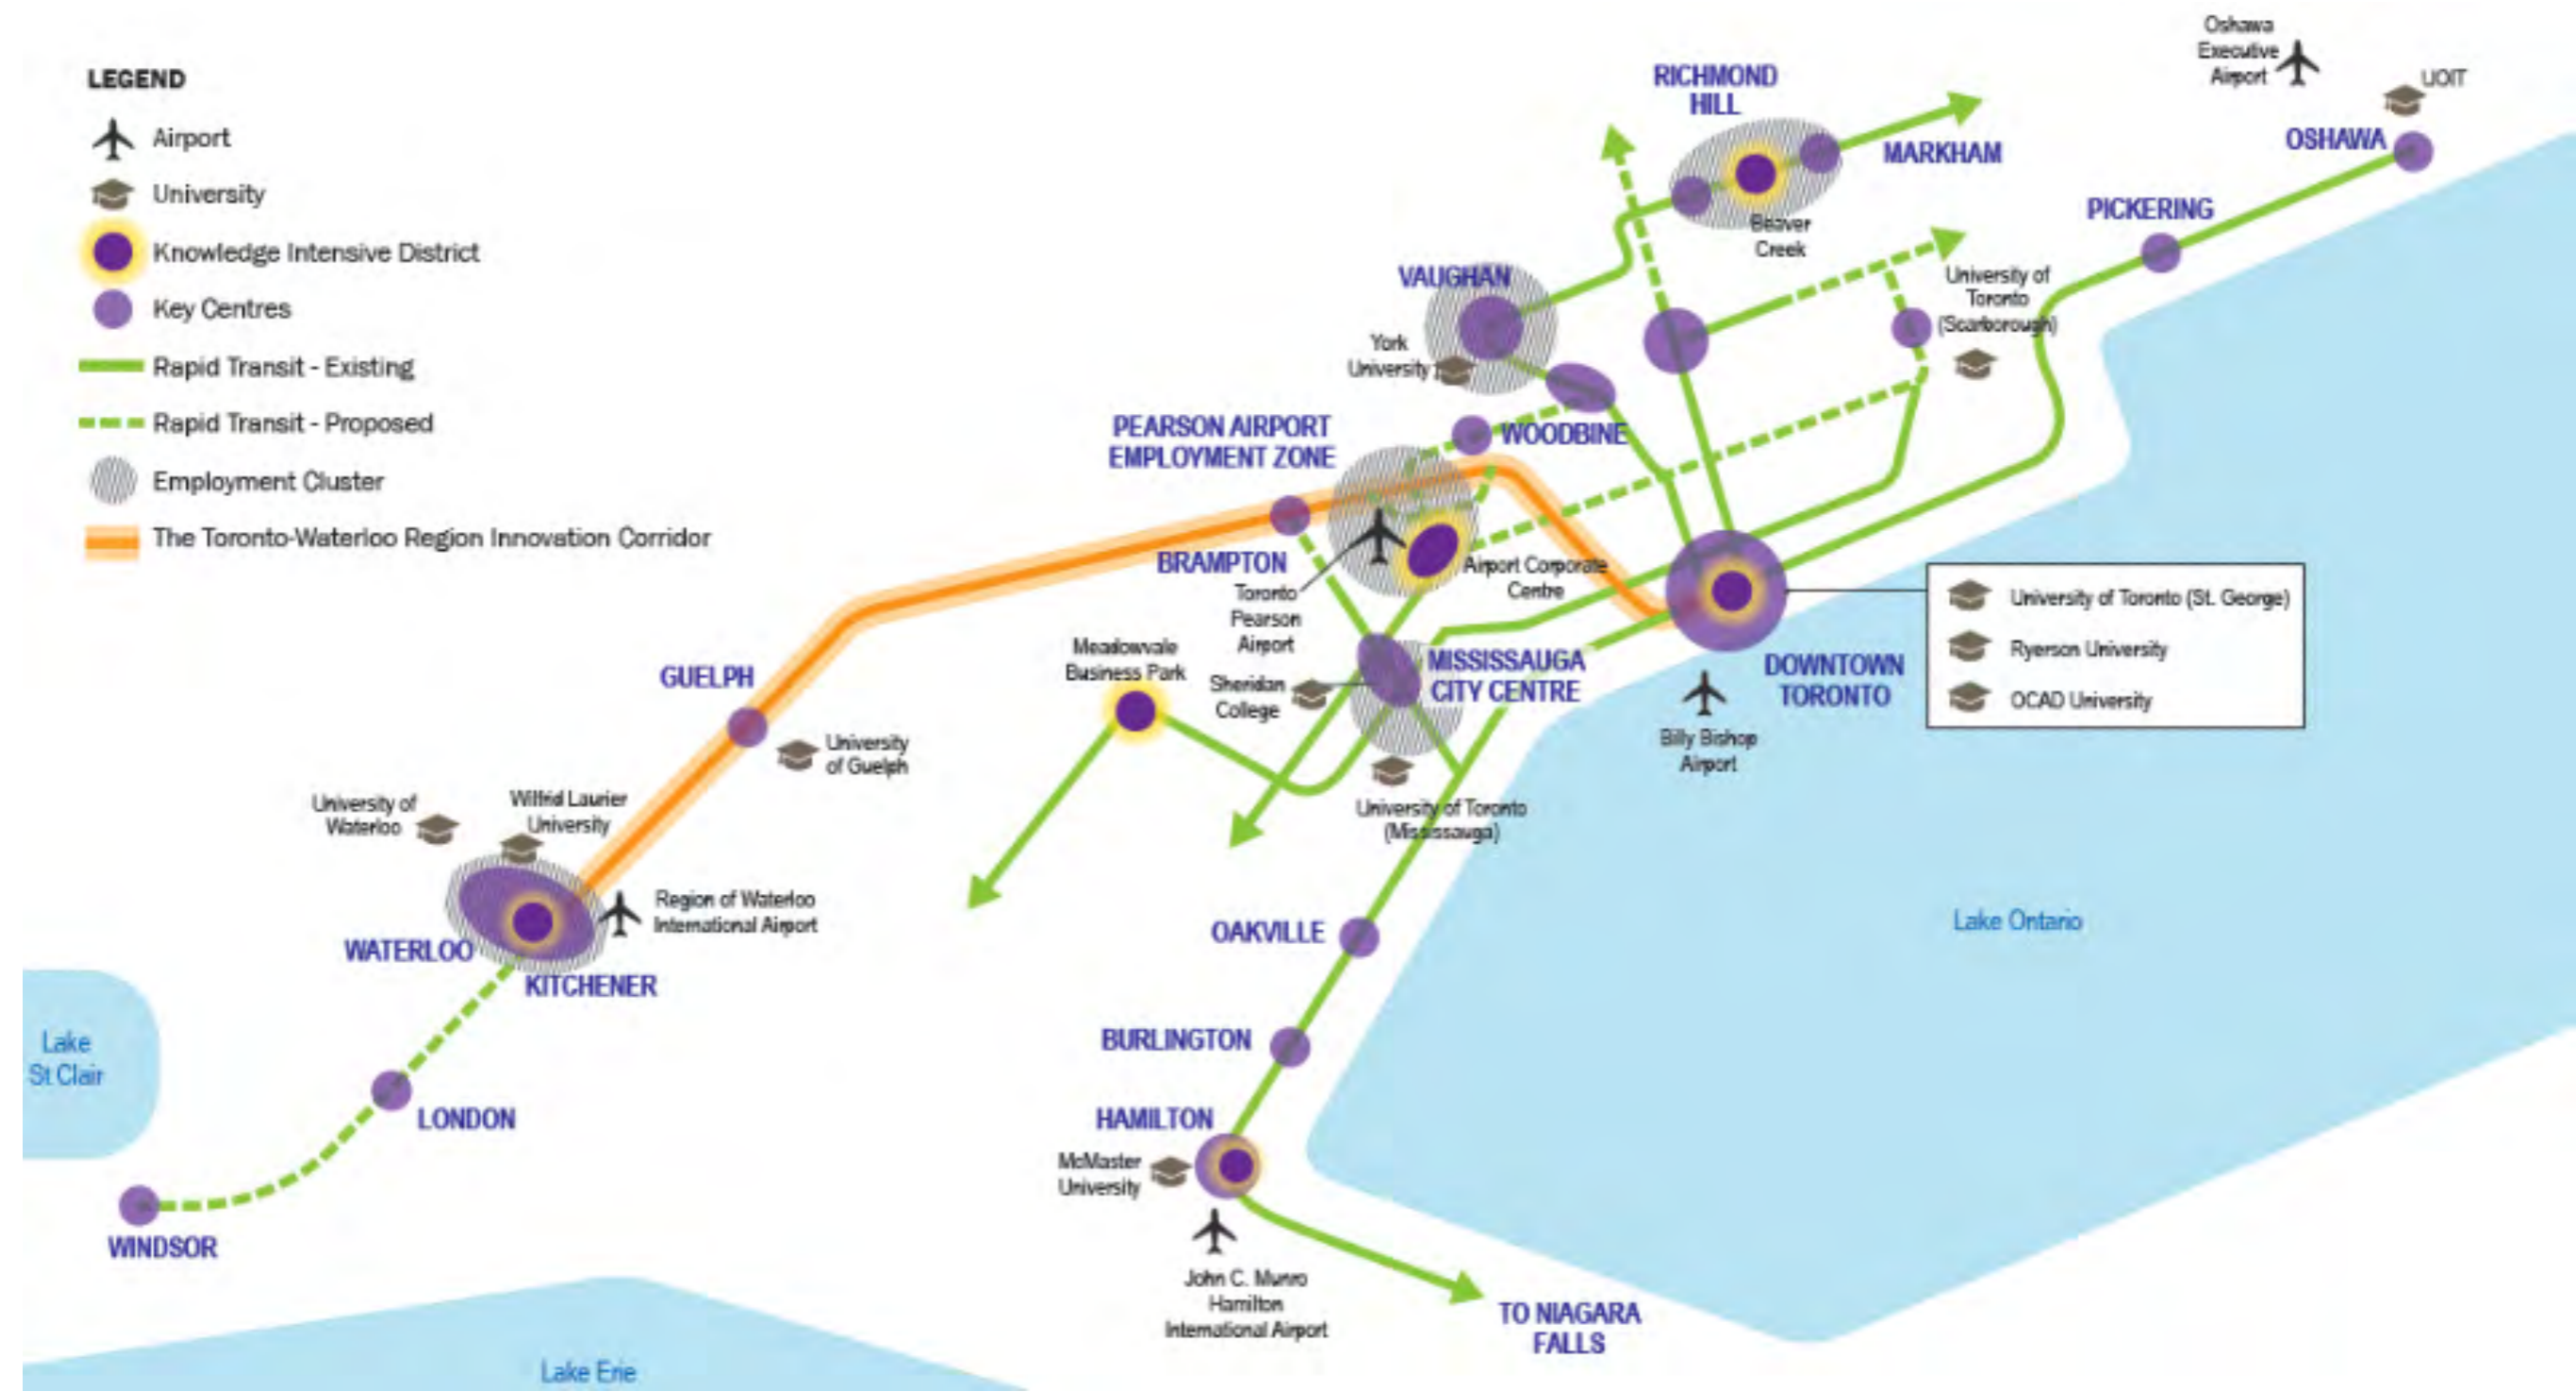 LEGEND
Airport
University
Knowledge Intensive District
Key Centres
Rapid Transit - Existing
Rapid Transit - Proposed
Employment Cluster
The Toronto-Waterloo Region Innovation Corridor
Oshawa
Executive
Airport
UOIT
OSHAWA
RICHMOND
HILL
MARKHAM
Beaver
Creek
PICKERING
VAUGHAN
York
University
University of
Toronto
(Scarborough)
PEARSON AIRPORT
EMPLOYMENT ZONE
WOODBINE
BRAMPTON
Toronto
Pearson
Airport
Airport Corporate
Centre
University of Toronto (St. George)
Ryerson University
OCAD University
DOWNTOWN
TORONTO
Billy Bishop
Airport
Meadowvale
Business Park
Sheridan
College
MISSISSAUGA
CITY CENTRE
University of Toronto
(Mississauga)
GUELPH
University
of Guelph
University of
Waterloo
Wilfrid Laurier
University
Region of Waterloo
International Airport
WATERLOO
KITCHENER
OAKVILLE
Lake Ontario
BURLINGTON
Lake
St Clair
LONDON
HAMILTON
McMaster
University
WINDSOR
John C. Munro
Hamilton
International Airport
TO NIAGARA
FALLS
Lake Erie